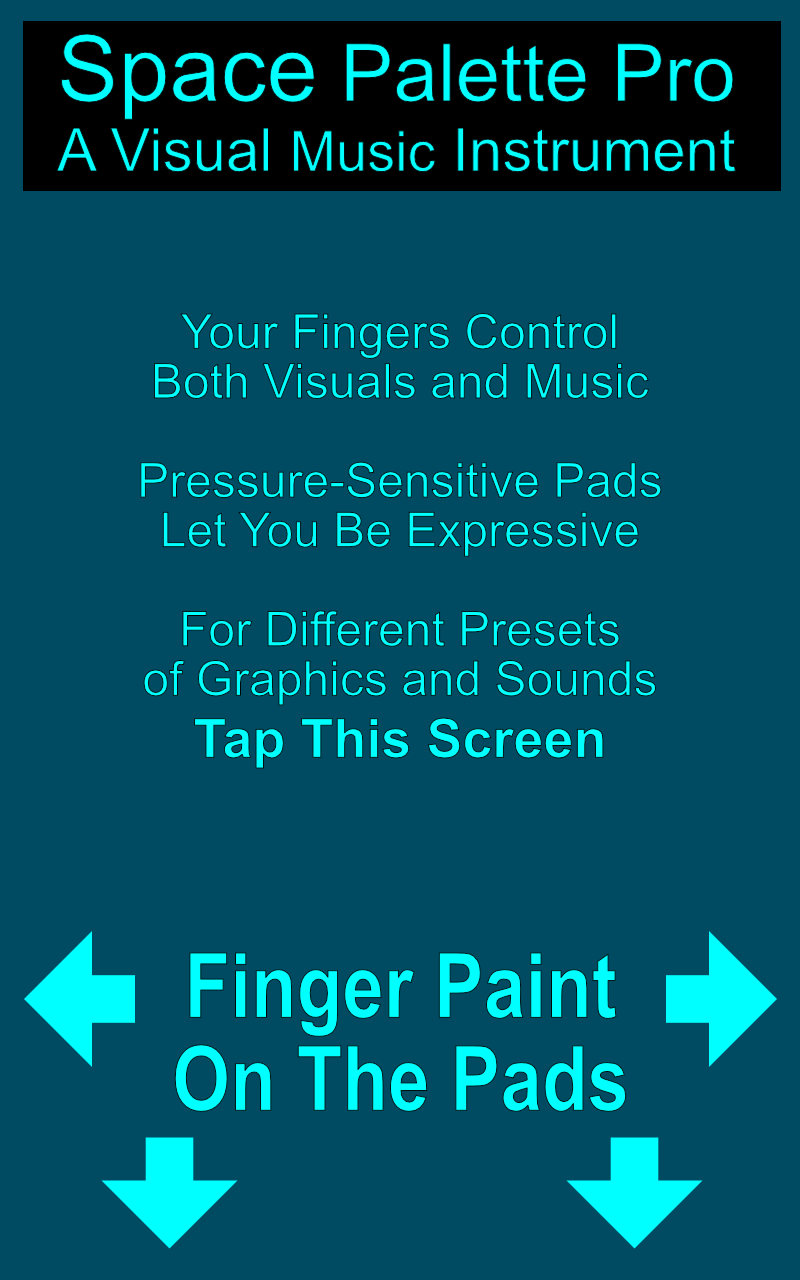 Space Palette Pro
A Visual Music Instrument
Your Fingers Control
Both Visuals and Music
Pressure-Sensitive Pads
Let You Be Expressive
For Different Presets
of Graphics and Sounds
Tap This Screen
Finger Paint
On The Pads